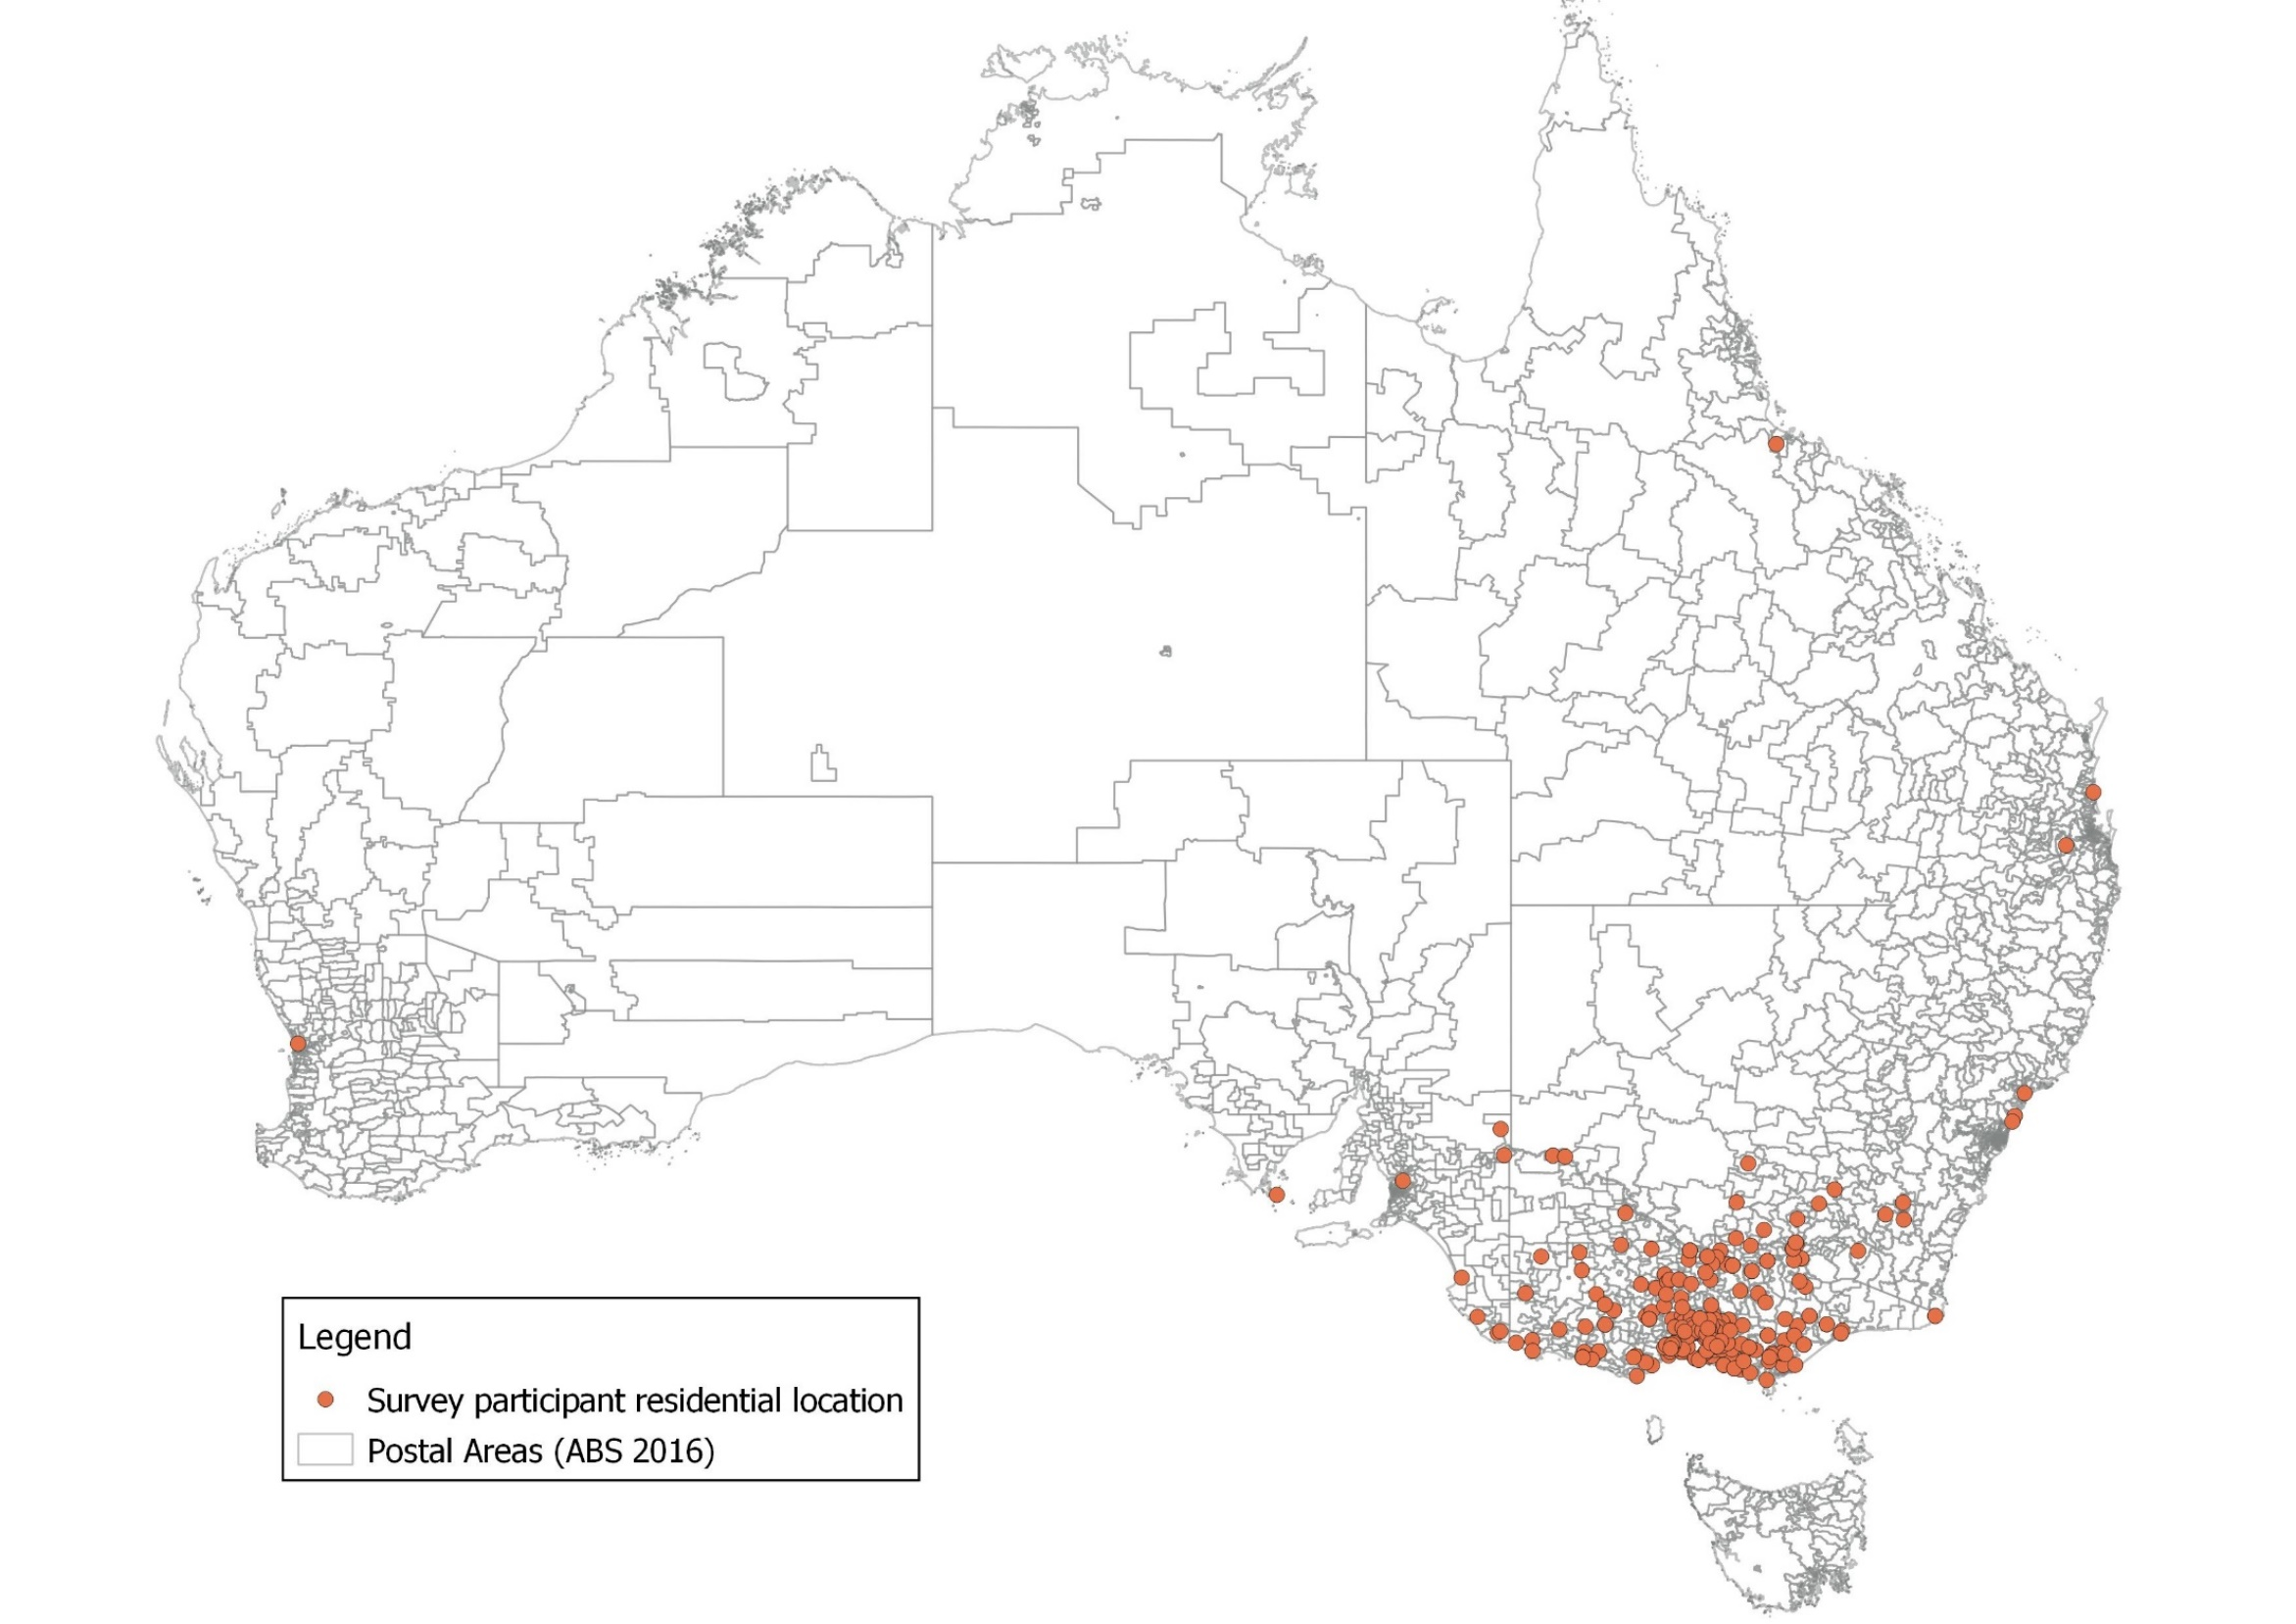 Legend
Survey participant residential location
Postal Areas (ABS 2016)